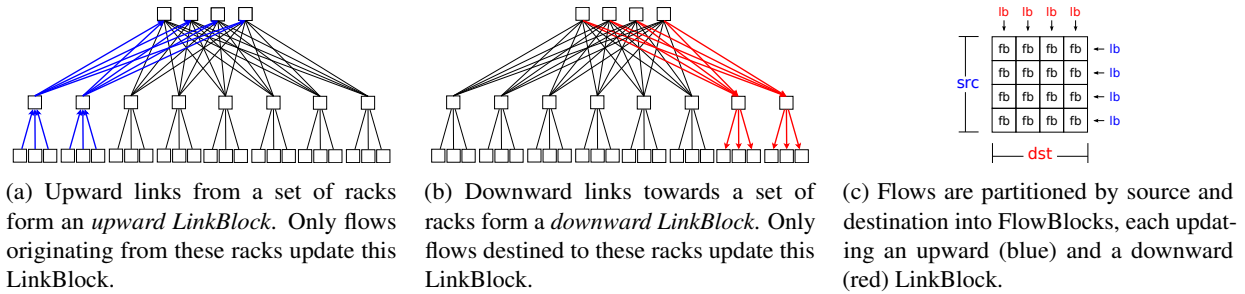 lb lb lb lb
fb fb fb fb lb
fb fb fb fb lb
src
fb fb fb fb lb
fb fb fb fb lb
dst
(a) Upward links from a set of racks
form an upward LinkBlock. Only flows
originating from these racks update this
LinkBlock.
(b) Downward links towards a set of
racks form a downward LinkBlock. Only
flows destined to these racks update this
LinkBlock.
(c) Flows are partitioned by source and
destination into FlowBlocks, each updat-
ing an upward (blue) and a downward
(red) LinkBlock.